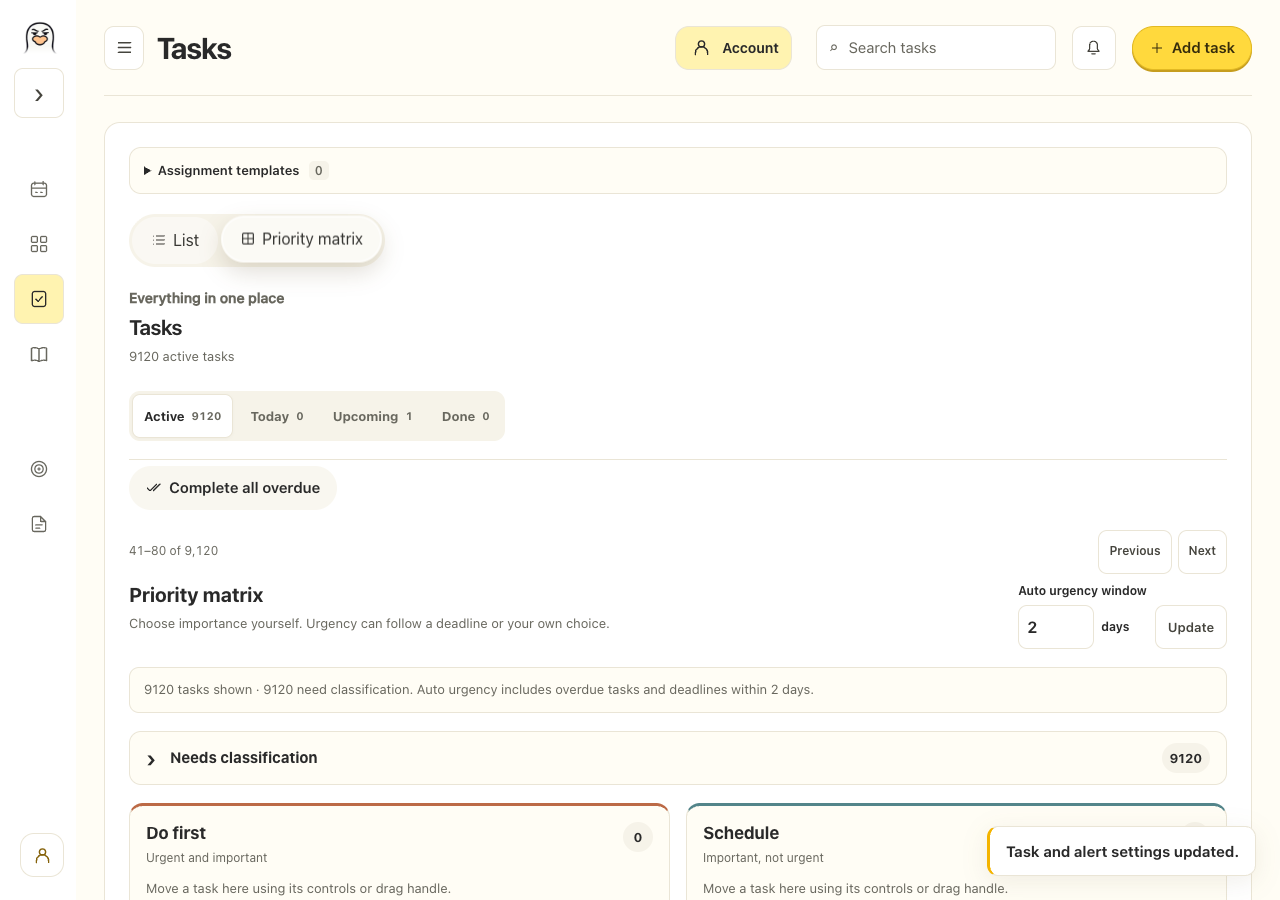 Tasks
Account
Search tasks
Add task
Assignment templates 0
List
Priority matrix
Everything in one place
Tasks
9120 active tasks
Active 9120
Today 0
Upcoming 1
Done 0
Complete all overdue
41–80 of 9,120
Previous
Next
Priority matrix
Choose importance yourself. Urgency can follow a deadline or your own choice.
Auto urgency window
2 days
Update
9120 tasks shown · 9120 need classification. Auto urgency includes overdue tasks and deadlines within 2 days.
Needs classification 9120
Do first 0
Urgent and important
Move a task here using its controls or drag handle.
Schedule
Important, not urgent
Move a task here using its controls or drag handle.
Task and alert settings updated.